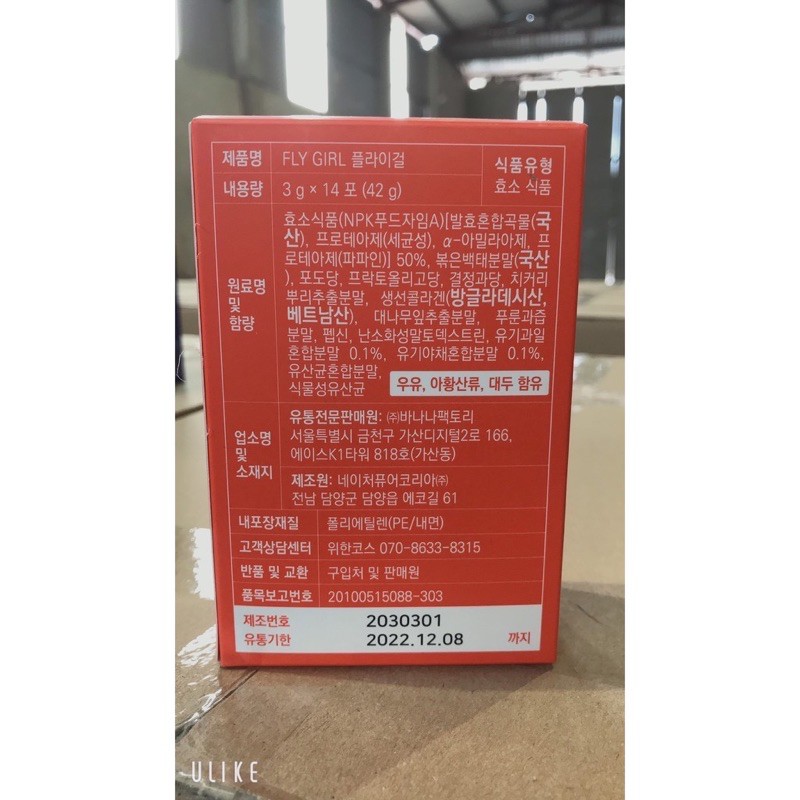 제품명 FLY GIRL 플라이걸 식품유형
내용량 3 g × 14 포 (42 g) 효소 식품
원료명
및
함량
효소식품(NPK푸드자임A)[발효혼합곡물(국
산), 프로테아제(세균성), α-아밀라아제, 프
로테아제(파파인)] 50%, 볶은백태분말(국산
), 포도당, 프락토올리고당, 결정과당, 치커리
뿌리추출분말, 생선콜라겐(방글라데시산,
베트남산), 대나무잎추출분말, 푸룬과즙
분말, 펩신, 난소화성말토덱스트린, 유기과일
혼합분말 0.1%, 유기야채혼합분말 0.1%,
유산균혼합분말,
식물성유산균 우유, 아황산류, 대두 함유
업소명
및
소재지
유통전문판매원: ㈜바나나팩토리
서울특별시 금천구 가산디지털2로 166,
에이스K1타워 818호(가산동)
제조원: 네이처퓨어코리아㈜
전남 담양군 담양읍 에코길 61
내포장재질 폴리에틸렌(PE/내면)
고객상담센터 위한코스 070-8633-8315
반품 및 교환 구입처 및 판매원
품목보고번호 20100515088-303
제조번호 2030301
유통기한 2022.12.08 까지
ULIKE